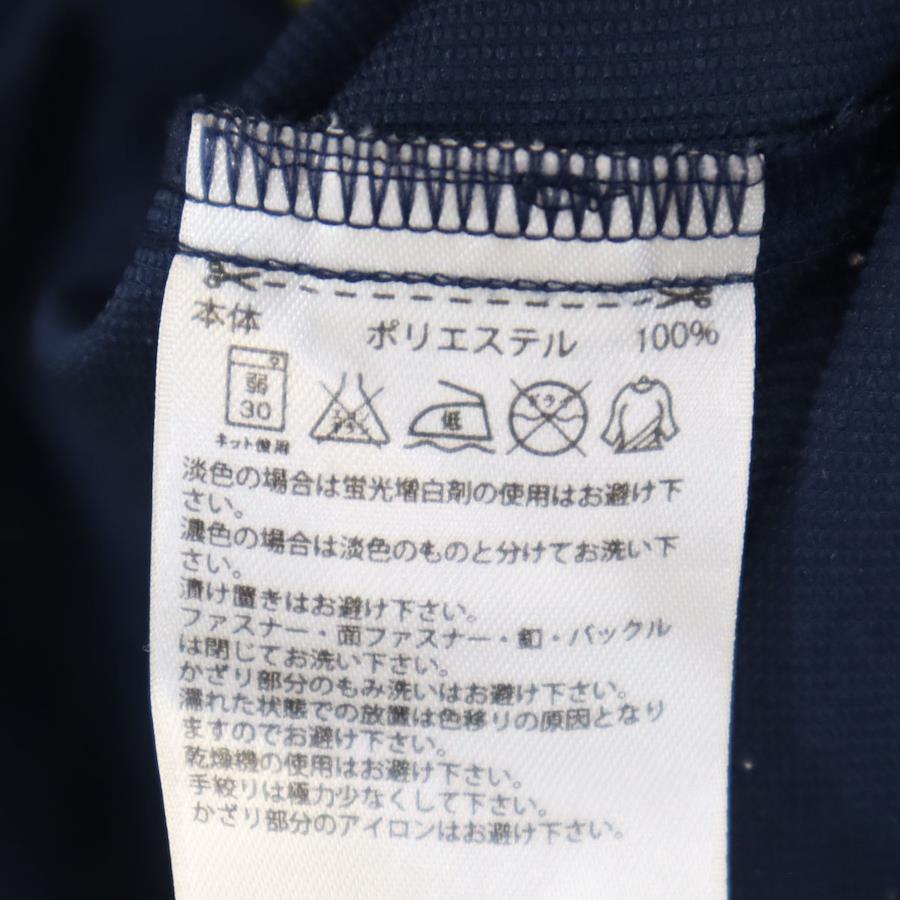 本体 ポリエステル 100%
弱
30
ネット使用
エンソ
サラシ
低
ドライ
淡色の場合は蛍光増白剤の使用はお避け下
さい。
濃色の場合は淡色のものと分けてお洗い下
さい。
漬け置きはお避け下さい。
ファスナー・面ファスナー・釦・バックル
は閉じてお洗い下さい。
かざり部分のもみ洗いはお避け下さい。
濡れた状態での放置は色移りの原因となり
ますのでお避け下さい。
乾燥機の使用はお避け下さい。
手絞りは極力少なくして下さい。
かざり部分のアイロンはお避け下さい。